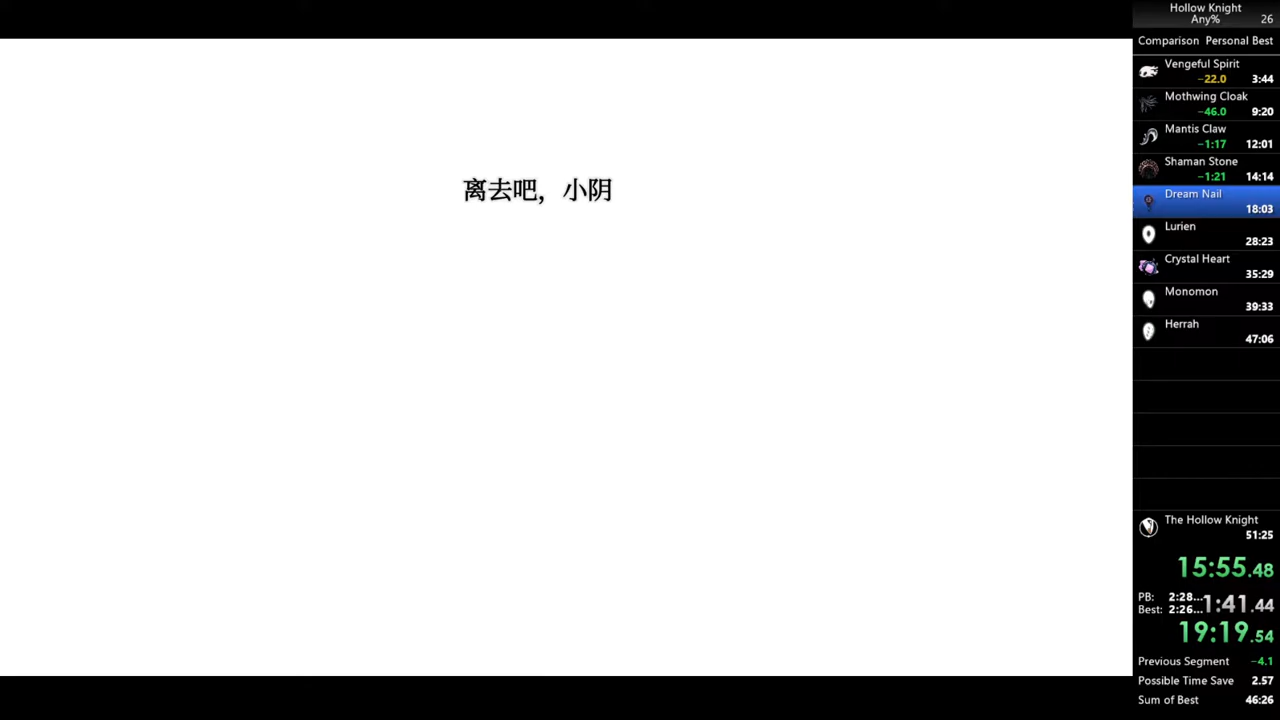 离去吧，小阴
Hollow Knight
Any% 26
Comparison Personal Best
Vengeful Spirit
-22.0 3:44
Mothwing Cloak
-46.0 9:20
Mantis Claw
-1:17 12:01
Shaman Stone
-1:21 14:14
Dream Nail
18:03
Lurien
28:23
Crystal Heart
35:29
Monomon
39:33
Herrah
47:06
The Hollow Knight
51:25
15:55.48
PB: 2:28... 1:41.44
Best: 2:26...
19:19.54
Previous Segment -4.1
Possible Time Save 2.57
Sum of Best 46:26